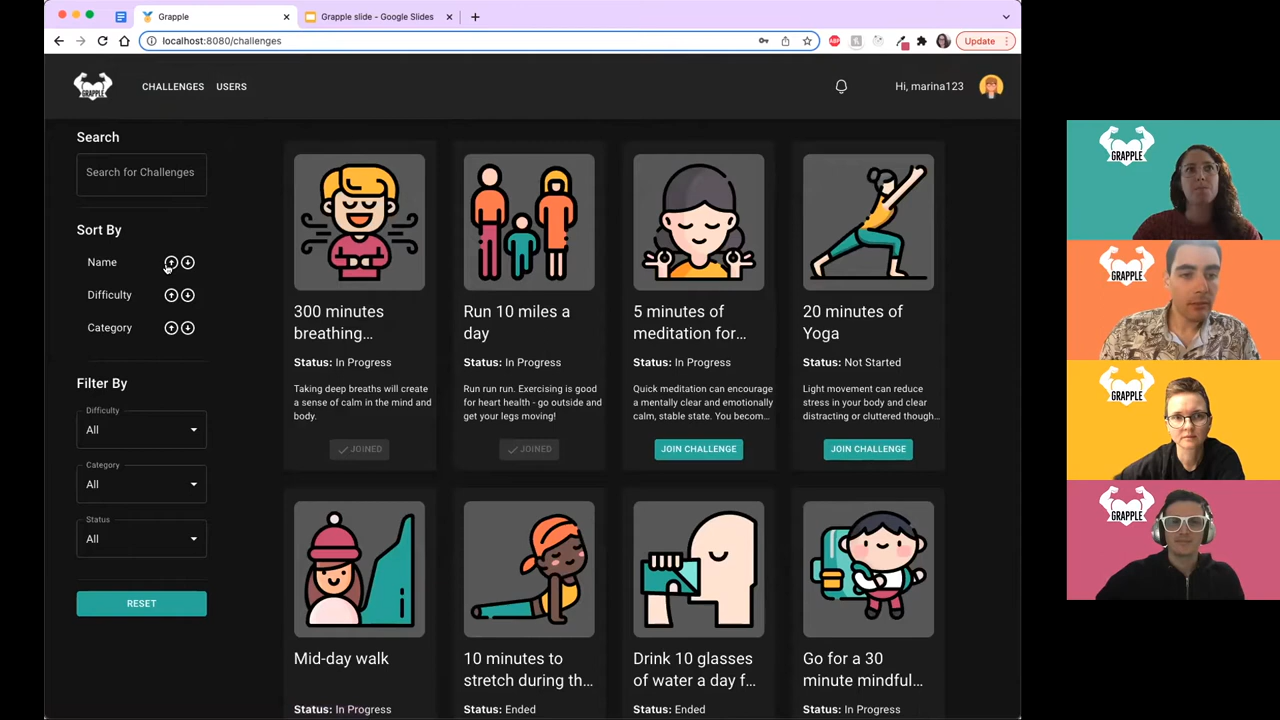 Grapple
Grapple slide - Google Slides
localhost:8080/challenges
ABP
Update
GRAPPLE
CHALLENGES
USERS
Hi, marina123
Search
Search for Challenges
Sort By
Name
Difficulty
Category
Filter By
Difficulty
All
Category
All
Status
All
RESET
300 minutes
breathing...
Status: In Progress
Taking deep breaths will create
a sense of calm in the mind and
body.
JOINED
Run 10 miles a
day
Status: In Progress
Run run run. Exercising is good
for heart health - go outside and
get your legs moving!
JOINED
5 minutes of
meditation for...
Status: In Progress
Quick meditation can encourage
a mentally clear and emotionally
calm, stable state. You becom...
JOIN CHALLENGE
20 minutes of
Yoga
Status: Not Started
Light movement can reduce
stress in your body and clear
distracting or cluttered though...
JOIN CHALLENGE
Mid-day walk
Status: In Progress
10 minutes to
stretch during th...
Status: Ended
Drink 10 glasses
of water a day f...
Status: Ended
Go for a 30
minute mindful...
Status: In Progress
GRAPPLE
GRAPPLE
GRAPPLE
GRAPPLE